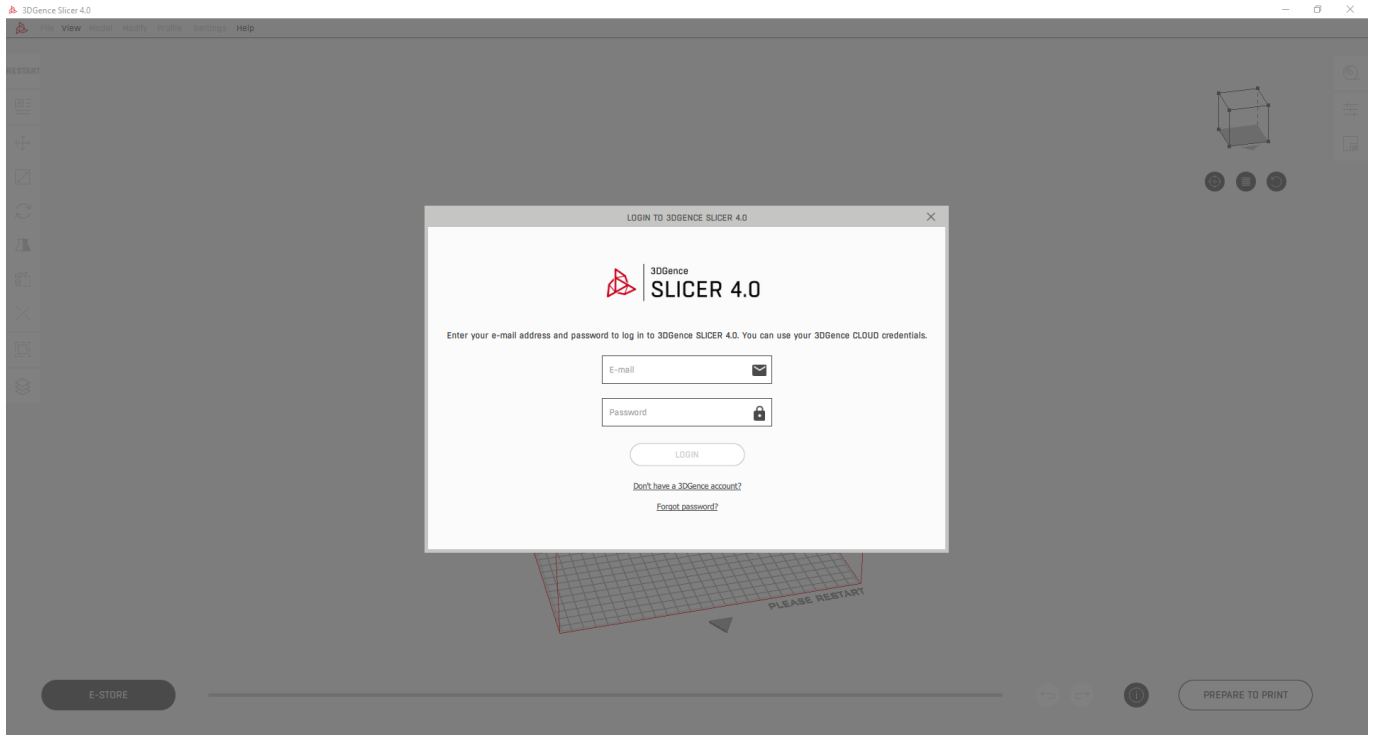 3DGence Slicer 4.0
File View Model Modify Profile Settings Help
RESTART
LOGIN TO 3DGENCE SLICER 4.0
3DGence
SLICER 4.0
Enter your e-mail address and password to log in to 3DGence SLICER 4.0. You can use your 3DGence CLOUD credentials.
E-mail
Password
LOGIN
Don't have a 3DGence account?
Forgot password?
PLEASE RESTART
E-STORE
PREPARE TO PRINT